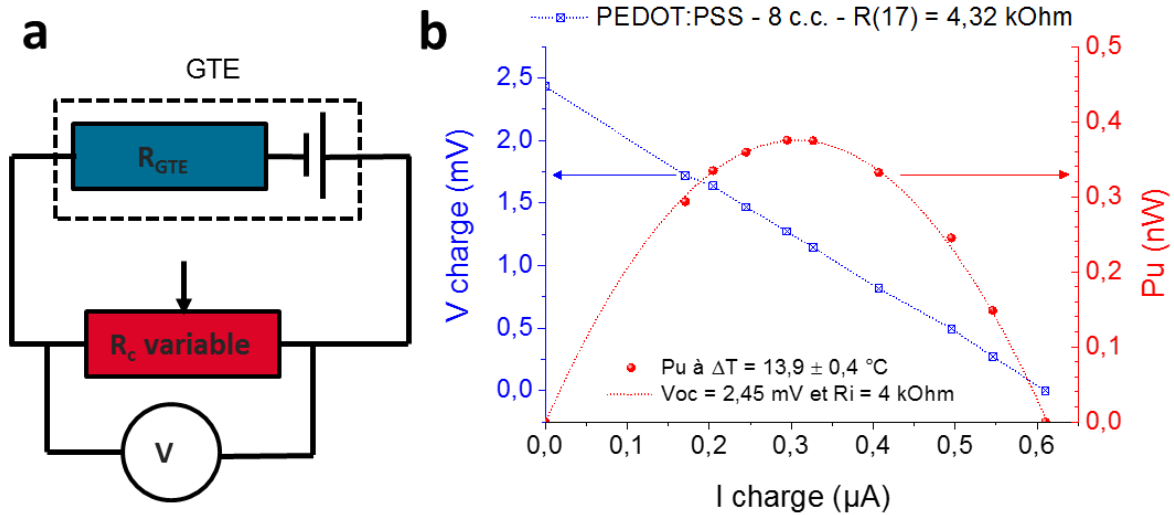 a
GTE
R_GTE
R_c variable
V
b
PEDOT:PSS - 8 c.c. - R(17) = 4,32 kOhm
V charge (mV)
2,5
2,0
1,5
1,0
0,5
0,0
Pu à ΔT = 13,9 ± 0,4 °C
Voc = 2,45 mV et Ri = 4 kOhm
0,5
0,4
0,3
0,2
0,1
0,0
Pu (nW)
0,0 0,1 0,2 0,3 0,4 0,5 0,6
I charge (µA)